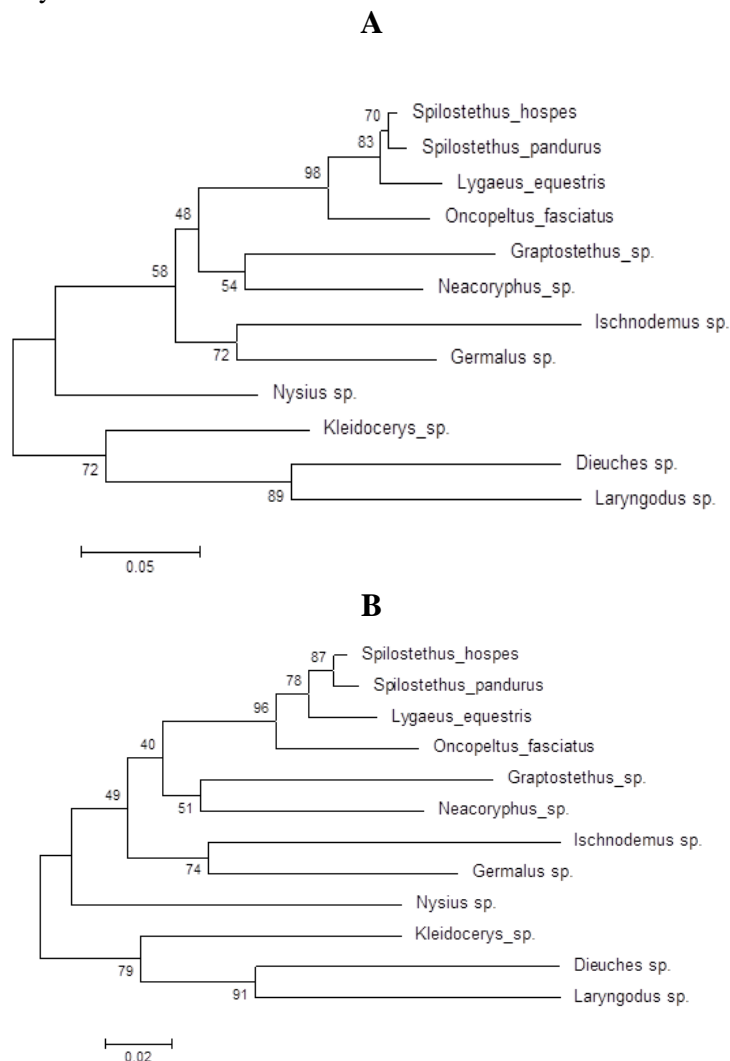 A
70
Spilostethus_hospes
83
Spilostethus_pandurus
98
Lygaeus_equestris
48
Oncopeltus_fasciatus
58
Graptostethus_sp.
54
Neacoryphus_sp.
Ischnodemus sp.
72
Germalus sp.
Nysius sp.
Kleidocerys_sp.
72
Dieuches sp.
89
Laryngodus sp.
0.05
B
87
Spilostethus_hospes
78
Spilostethus_pandurus
96
Lygaeus_equestris
40
Oncopeltus_fasciatus
49
Graptostethus_sp.
51
Neacoryphus_sp.
Ischnodemus sp.
74
Germalus sp.
Nysius sp.
Kleidocerys_sp.
79
Dieuches sp.
91
Laryngodus sp.
0.02